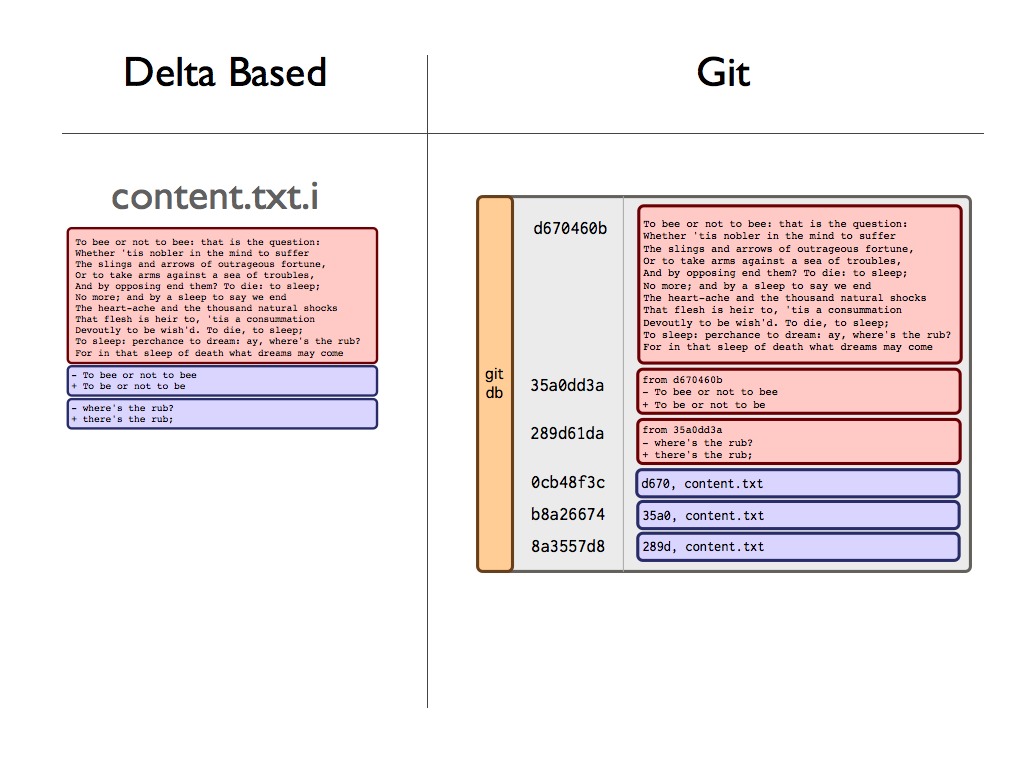 Delta Based
Git
content.txt.i
To bee or not to bee: that is the question:
Whether 'tis nobler in the mind to suffer
The slings and arrows of outrageous fortune,
Or to take arms against a sea of troubles,
And by opposing end them? To die: to sleep;
No more; and by a sleep to say we end
The heart-ache and the thousand natural shocks
That flesh is heir to, 'tis a consummation
Devoutly to be wish'd. To die, to sleep;
To sleep: perchance to dream: ay, where's the rub?
For in that sleep of death what dreams may come
- To bee or not to bee
+ To be or not to be
- where's the rub?
+ there's the rub;
git
db
d670460b
To bee or not to bee: that is the question:
Whether 'tis nobler in the mind to suffer
The slings and arrows of outrageous fortune,
Or to take arms against a sea of troubles,
And by opposing end them? To die: to sleep;
No more; and by a sleep to say we end
The heart-ache and the thousand natural shocks
That flesh is heir to, 'tis a consummation
Devoutly to be wish'd. To die, to sleep;
To sleep: perchance to dream: ay, where's the rub?
For in that sleep of death what dreams may come
35a0dd3a
from d670460b
- To bee or not to bee
+ To be or not to be
289d61da
from 35a0dd3a
- where's the rub?
+ there's the rub;
0cb48f3c
d670, content.txt
b8a26674
35a0, content.txt
8a3557d8
289d, content.txt